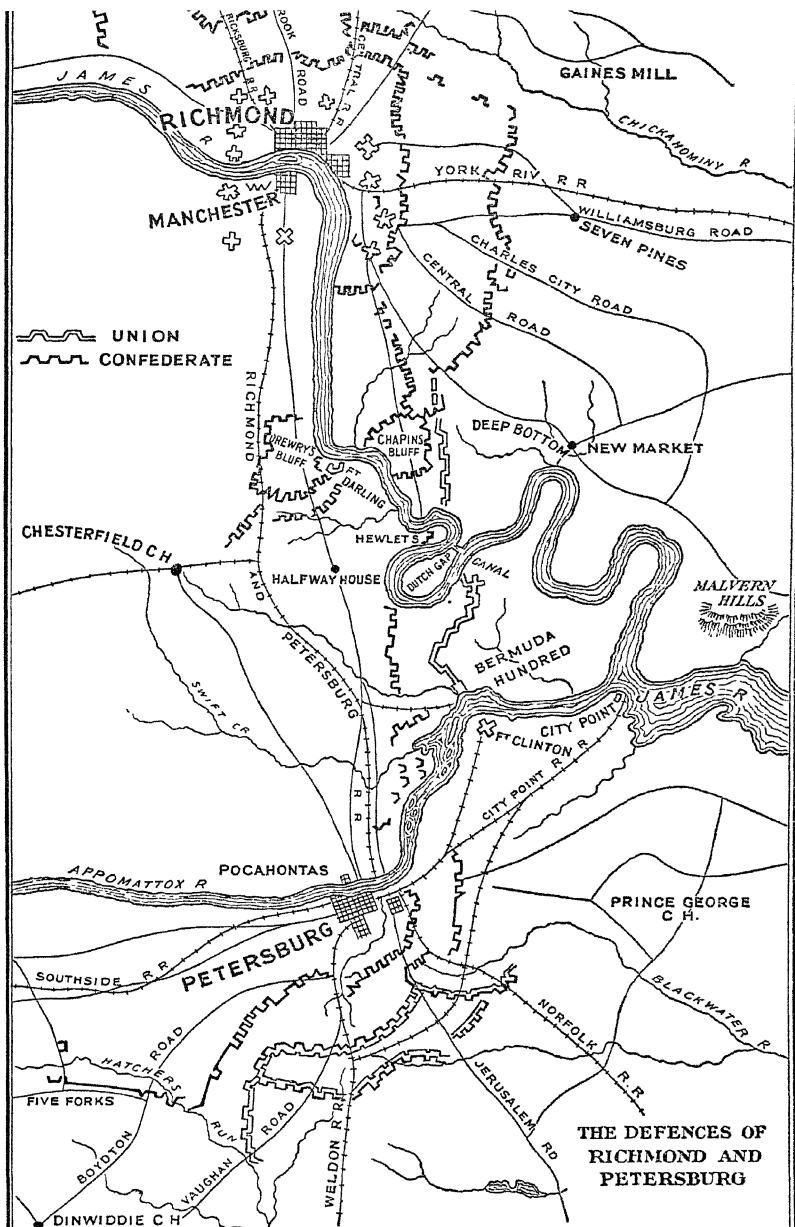 RICKSBURG R R
ROOK ROAD
CENTRAL R R
GAINES MILL
JAMES R
RICHMOND
CHICKAHOMINY R
YORK RIV R R
MANCHESTER
WILLIAMSBURG ROAD
SEVEN PINES
CHARLES CITY ROAD
CENTRAL ROAD
UNION
CONFEDERATE
RICHMOND AND PETERSBURG R R
DREWRY'S
BLUFF
FT
DARLING
CHAPINS
BLUFF
DEEP BOTTOM
NEW MARKET
CHESTERFIELD C H
HEWLETS
HALFWAY HOUSE
DUTCH GAP
CANAL
MALVERN
HILLS
BERMUDA
HUNDRED
SWIFT CR
JAMES R
CITY POINT
FT CLINTON
CITY POINT R R
APPOMATTOX R
POCAHONTAS
PRINCE GEORGE
C H.
PETERSBURG
SOUTHSIDE R R
BLACKWATER R
NORFOLK R.R
HATCHERS RUN
FIVE FORKS
BOYDTON ROAD
VAUGHAN ROAD
WELDON R R
JERUSALEM RD
DINWIDDIE C H
THE DEFENCES OF
RICHMOND AND
PETERSBURG